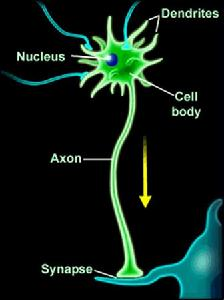 Dendrites
Nucleus
Cell
body
Axon
Synapse